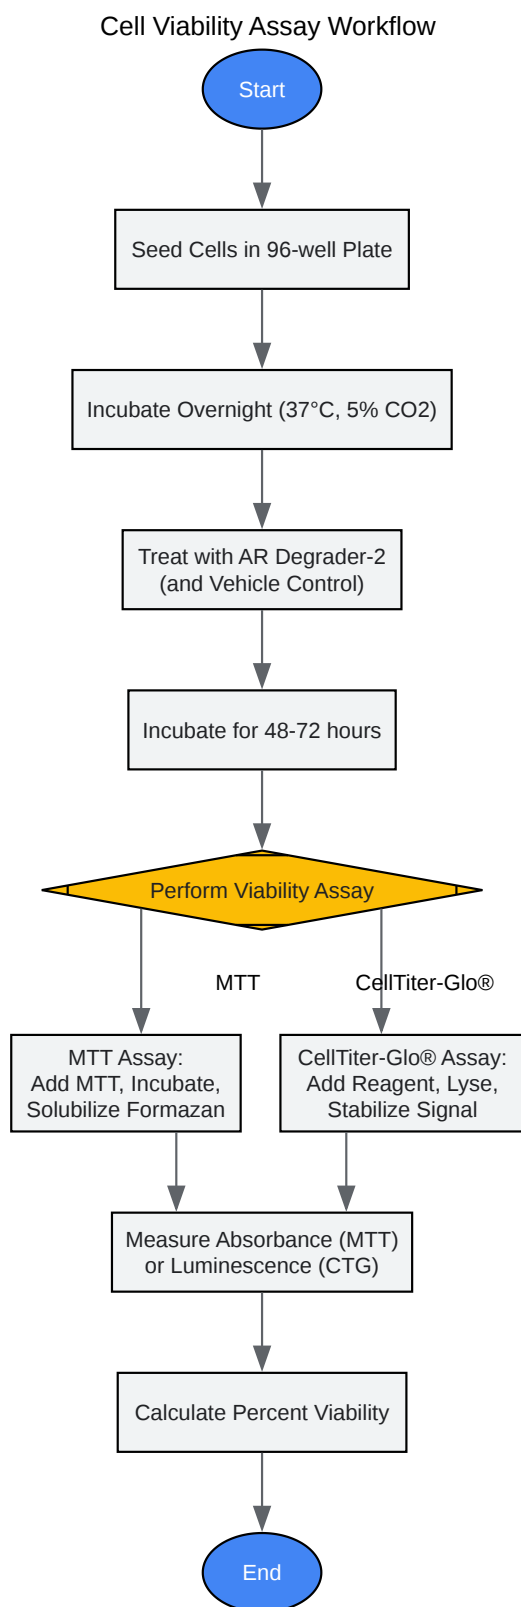 Cell Viability Assay Workflow
Start
Seed Cells in 96-well Plate
Incubate Overnight (37°C, 5% CO2)
Treat with AR Degrader-2
(and Vehicle Control)
Incubate for 48-72 hours
Perform Viability Assay
MTT
CellTiter-Glo®
MTT Assay:
Add MTT, Incubate,
Solubilize Formazan
CellTiter-Glo® Assay:
Add Reagent, Lyse,
Stabilize Signal
Measure Absorbance (MTT)
or Luminescence (CTG)
Calculate Percent Viability
End